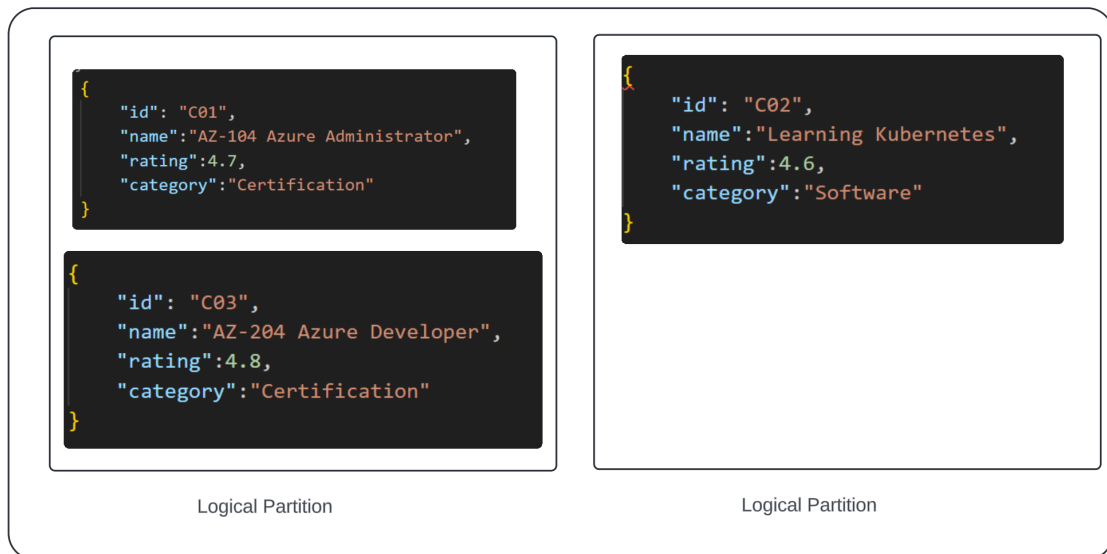 {
"id": "C01",
"name":"AZ-104 Azure Administrator",
"rating":4.7,
"category":"Certification"
}
{
"id": "C03",
"name":"AZ-204 Azure Developer",
"rating":4.8,
"category":"Certification"
}
Logical Partition
{
"id": "C02",
"name":"Learning Kubernetes",
"rating":4.6,
"category":"Software"
}
Logical Partition